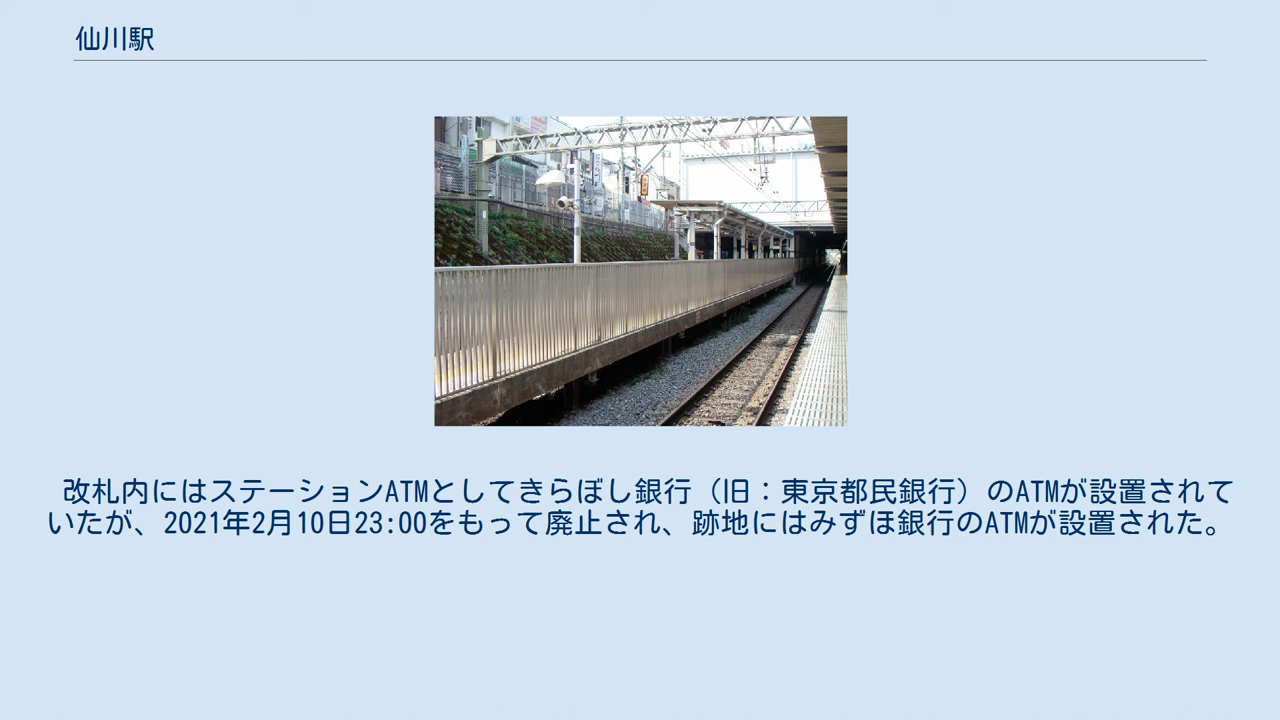 仙川駅
改札内にはステーションATMとしてきらぼし銀行（旧：東京都民銀行）のATMが設置されて
いたが、2021年2月10日23:00をもって廃止され、跡地にはみずほ銀行のATMが設置された。